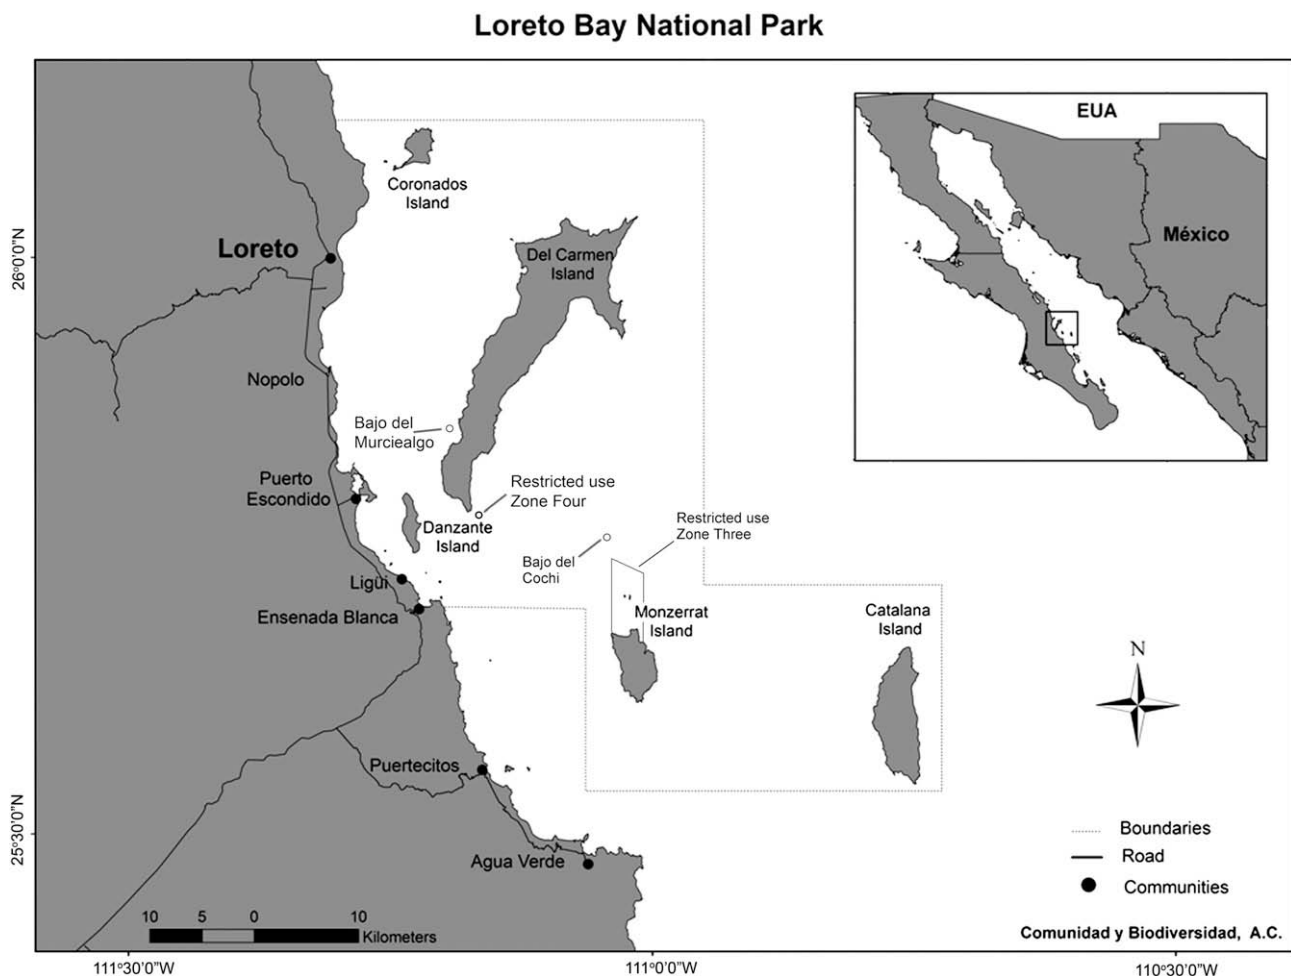 Loreto Bay National Park
EUA
México
Coronados
Island
Loreto
Del Carmen
Island
26°0'0"N
Nopolo
Bajo del
Murciealgo
Puerto
Escondido
Restricted use
Zone Four
Danzante
Island
Restricted use
Zone Three
Bajo del
Cochi
Ligüi
Ensenada Blanca
Monzerrat
Island
Catalana
Island
N
Puertecitos
25°30'0"N
Agua Verde
Boundaries
Road
Communities
10 5 0 10
Kilometers
Comunidad y Biodiversidad, A.C.
111°30'0"W 111°0'0"W 110°30'0"W